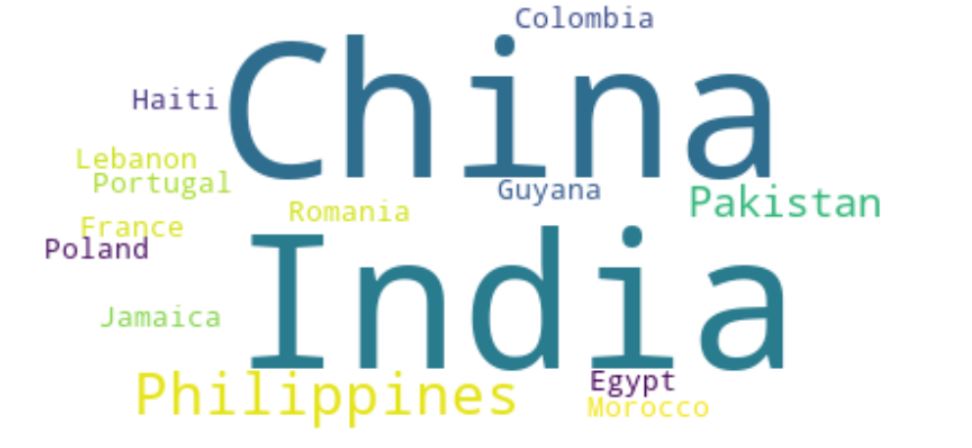 Colombia
China
Haiti
Lebanon
Portugal
Guyana
Pakistan
Romania
France
Poland
India
Jamaica
Philippines
Egypt
Morocco